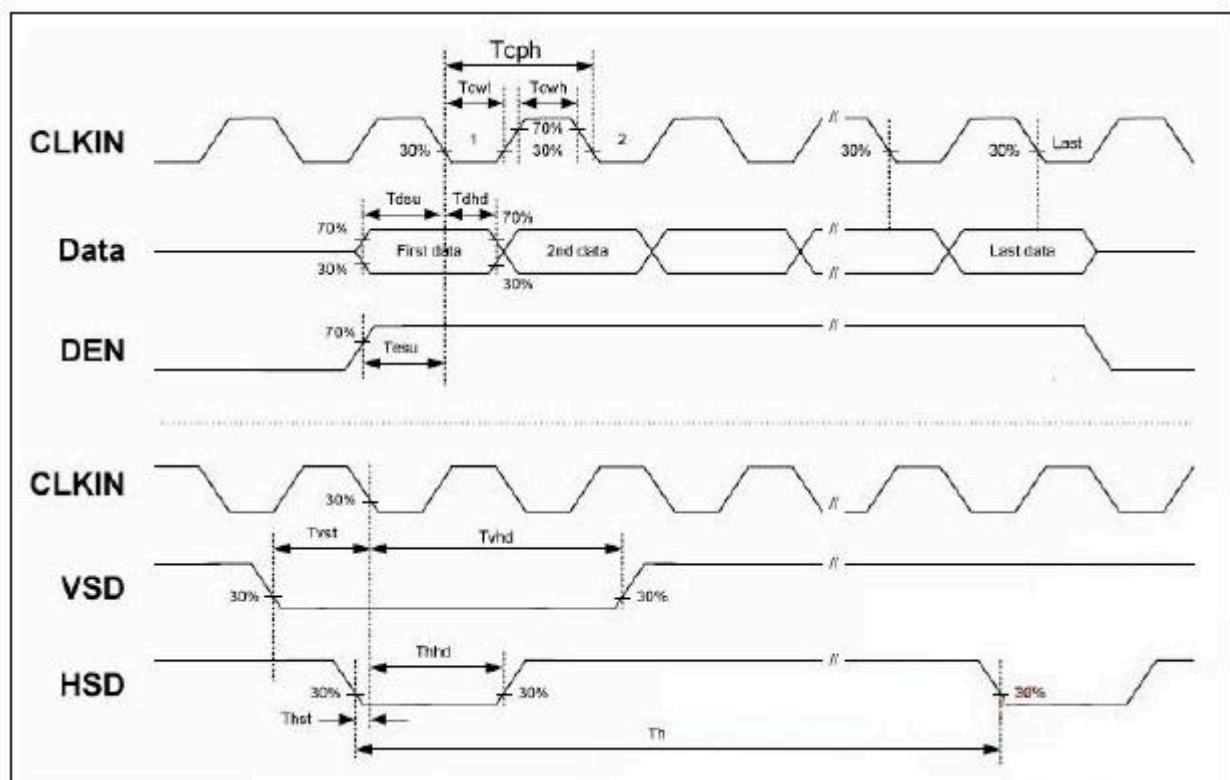 Tcph
Tcwl Tcwh
CLKIN 30% 1 70% 30% 2 // 30% 30% Last
Tdsu Tdhd
70% 70%
Data First data 2nd data // Last data
30% 30%
DEN 70% //
Tesu
CLKIN 30% //
Tvst Tvhd
VSD 30% 30% //
Thhd
HSD 30% 30% // 30%
Thst
Th